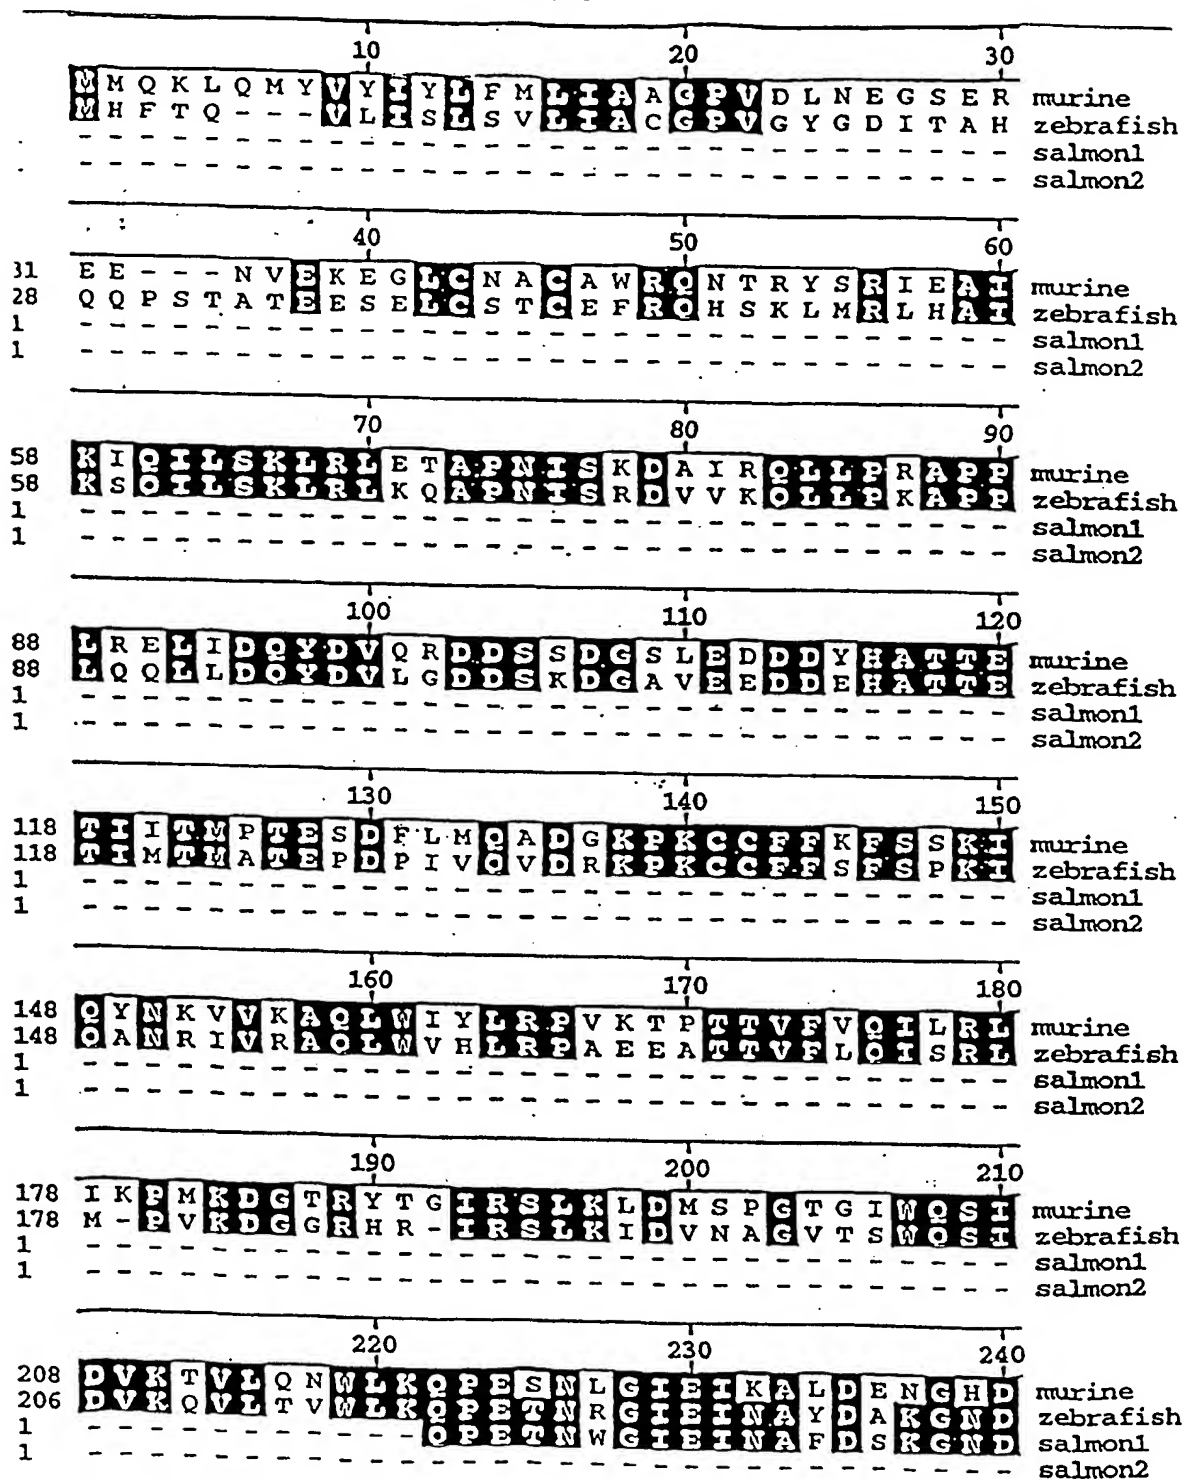 10 20 30
M M Q K L Q M Y V Y I Y L F M L I A A G P V D L N E G S E R murine
M H F T Q - - - V L I S L S V L I A C G P V G Y G D I T A H zebrafish
- - - - - - - - - - - - - - - - - - - - - - - - - - - - - - salmon1
- - - - - - - - - - - - - - - - - - - - - - - - - - - - - - salmon2
40 50 60
31 E E - - - N V E K E G L C N A C A W R Q N T R Y S R I E A I murine
28 Q Q P S T A T E E S E L C S T C E F R Q H S K L M R L H A I zebrafish
1 - - - - - - - - - - - - - - - - - - - - - - - - - - - - - - salmon1
1 - - - - - - - - - - - - - - - - - - - - - - - - - - - - - - salmon2
70 80 90
58 K I Q I L S K L R L E T A P N I S K D A I R Q L L P R A P P murine
58 K S Q I L S K L R L K Q A P N I S R D V V K Q L L P K A P P zebrafish
1 - - - - - - - - - - - - - - - - - - - - - - - - - - - - - - salmon1
1 - - - - - - - - - - - - - - - - - - - - - - - - - - - - - - salmon2
100 110 120
88 L R E L I D Q Y D V Q R D D S S D G S L E D D D Y H A T T E murine
88 L Q Q L L D Q Y D V L G D D S K D G A V E E D D E H A T T E zebrafish
1 - - - - - - - - - - - - - - - - - - - - - - - - - - - - - - salmon1
1 - - - - - - - - - - - - - - - - - - - - - - - - - - - - - - salmon2
130 140 150
118 T I I T M P T E S D F L M Q A D G K P K C C F F K F S S K I murine
118 T I M T M A T E P D P I V Q V D R K P K C C F F S F S P K I zebrafish
1 - - - - - - - - - - - - - - - - - - - - - - - - - - - - - - salmon1
1 - - - - - - - - - - - - - - - - - - - - - - - - - - - - - - salmon2
160 170 180
148 Q Y N K V V K A Q L W I Y L R P V K T P T T V F V Q I L R L murine
148 Q A N R I V R A Q L W V H L R P A E E A T T V F L Q I S R L zebrafish
1 - - - - - - - - - - - - - - - - - - - - - - - - - - - - - - salmon1
1 - - - - - - - - - - - - - - - - - - - - - - - - - - - - - - salmon2
190 200 210
178 I K P M K D G T R Y T G I R S L K L D M S P G T G I W Q S I murine
178 M - P V K D G G R H R - I R S L K I D V N A G V T S W Q S I zebrafish
1 - - - - - - - - - - - - - - - - - - - - - - - - - - - - - - salmon1
1 - - - - - - - - - - - - - - - - - - - - - - - - - - - - - - salmon2
220 230 240
208 D V K T V L Q N W L K Q P E S N L G I E I K A L D E N G H D murine
206 D V K Q V L T V W L K Q P E T N R G I E I N A Y D A K G N D zebrafish
1 - - - - - - - - - - - Q P E T N W G I E I N A F D S K G N D salmon1
1 - - - - - - - - - - - - - - - - - - - - - - - - - - - - - - salmon2